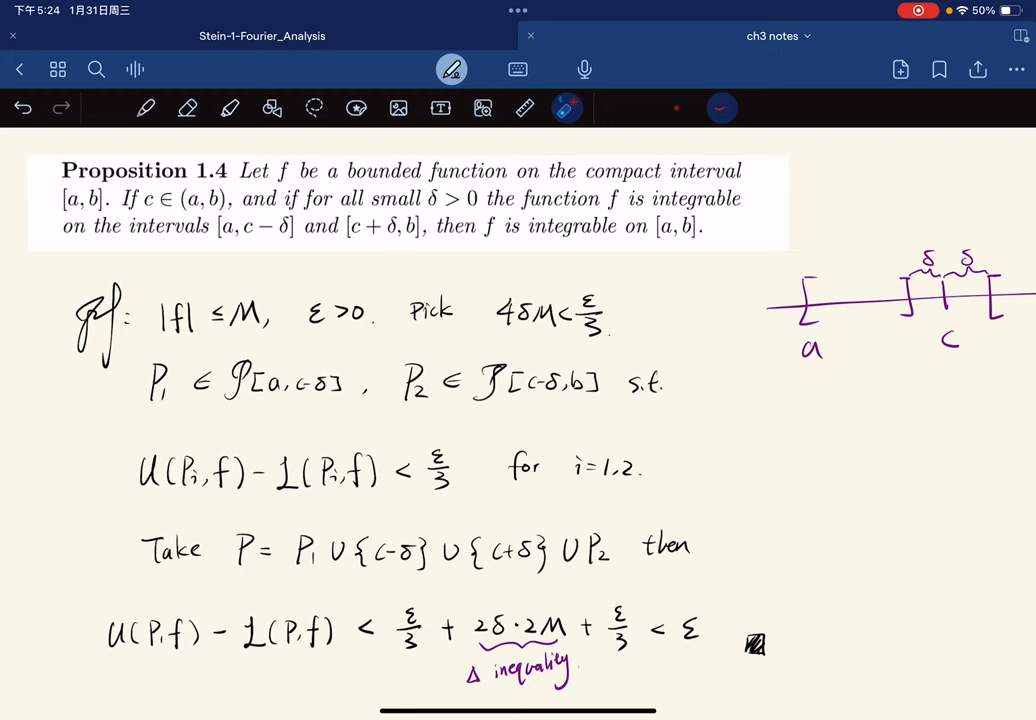 下午5:24 1月31日周三
50%
Stein-1-Fourier_Analysis
ch3 notes
Proposition 1.4 Let f be a bounded function on the compact interval
[a, b]. If c ∈ (a, b), and if for all small δ > 0 the function f is integrable
on the intervals [a, c − δ] and [c + δ, b], then f is integrable on [a, b].
δ δ
a c
pf: |f| ≤ M, ε>0. Pick 4δM < ε/3.
P₁ ∈ 𝒫[a, c-δ], P₂ ∈ 𝒫[c-δ, b] s.t.
U(Pᵢ, f) - L(Pᵢ, f) < ε/3 for i=1,2.
Take P = P₁ ∪ {c-δ} ∪ {c+δ} ∪ P₂ then
U(P, f) - L(P, f) < ε/3 + 2δ·2M + ε/3 < ε
Δ inequality